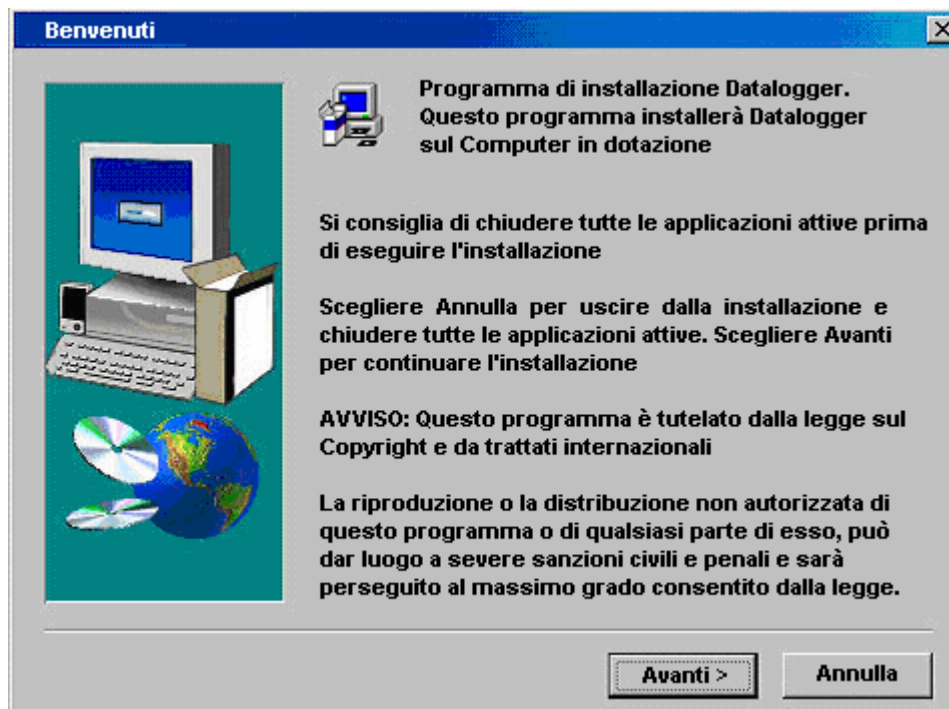 Benvenuti
Programma di installazione Datalogger.
Questo programma installerà Datalogger
sul Computer in dotazione
Si consiglia di chiudere tutte le applicazioni attive prima
di eseguire l'installazione
Scegliere Annulla per uscire dalla installazione e
chiudere tutte le applicazioni attive. Scegliere Avanti
per continuare l'installazione
AVVISO: Questo programma è tutelato dalla legge sul
Copyright e da trattati internazionali
La riproduzione o la distribuzione non autorizzata di
questo programma o di qualsiasi parte di esso, può
dar luogo a severe sanzioni civili e penali e sarà
perseguito al massimo grado consentito dalla legge.
Avanti >
Annulla